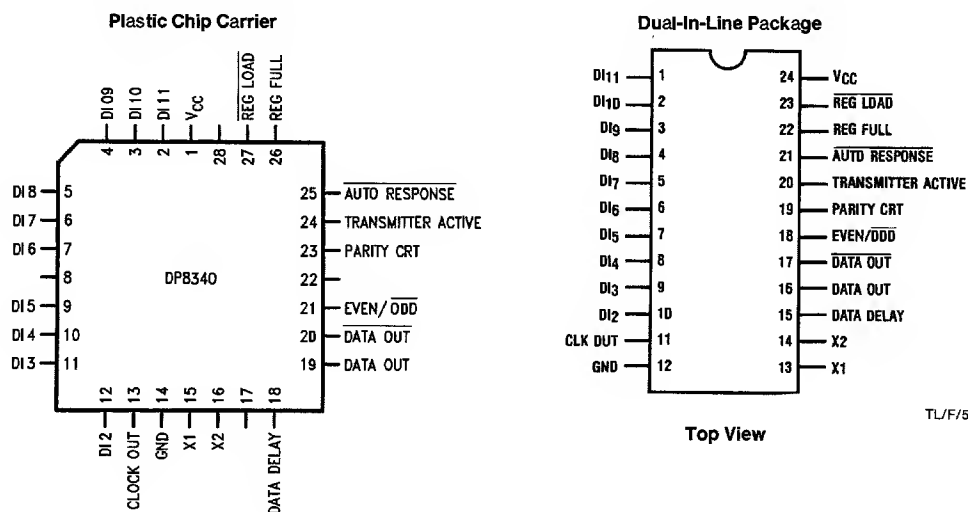 Plastic Chip Carrier
DI09
DI10
DI11
VCC
REG LOAD
REG FULL
4
3
2
1
28
27
26
DI8
5
DI7
6
DI6
7
8
DI5
9
DI4
10
DI3
11
DP8340
25
AUTO RESPONSE
24
TRANSMITTER ACTIVE
23
PARITY CRT
22
21
EVEN/ODD
20
DATA OUT
19
DATA OUT
12
13
14
15
16
17
18
DI2
CLOCK OUT
GND
X1
X2
DATA DELAY
Dual-In-Line Package
DI11 1 24 VCC
DI10 2 23 REG LOAD
DI9 3 22 REG FULL
DI8 4 21 AUTO RESPONSE
DI7 5 20 TRANSMITTER ACTIVE
DI6 6 19 PARITY CRT
DI5 7 18 EVEN/ODD
DI4 8 17 DATA OUT
DI3 9 16 DATA OUT
DI2 10 15 DATA DELAY
CLK OUT 11 14 X2
GND 12 13 X1
TL/F/5
Top View